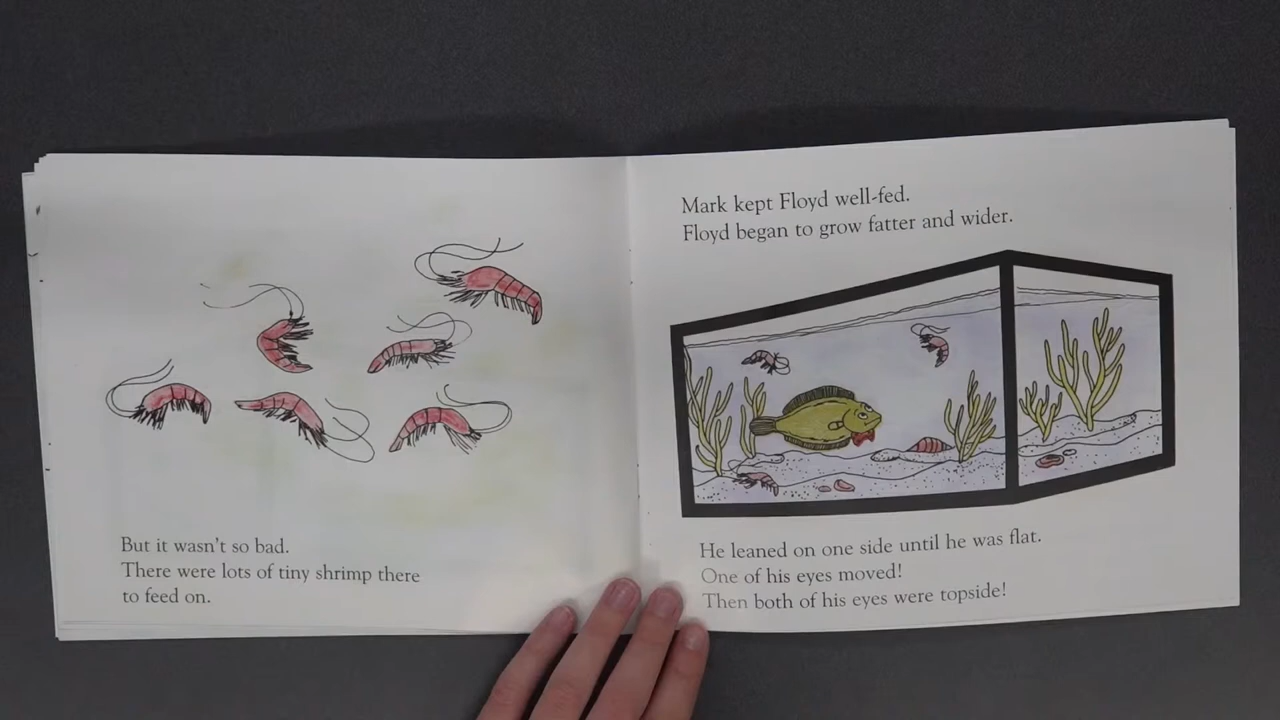 But it wasn't so bad.
There were lots of tiny shrimp there
to feed on.
Mark kept Floyd well-fed.
Floyd began to grow fatter and wider.
He leaned on one side until he was flat.
One of his eyes moved!
Then both of his eyes were topside!